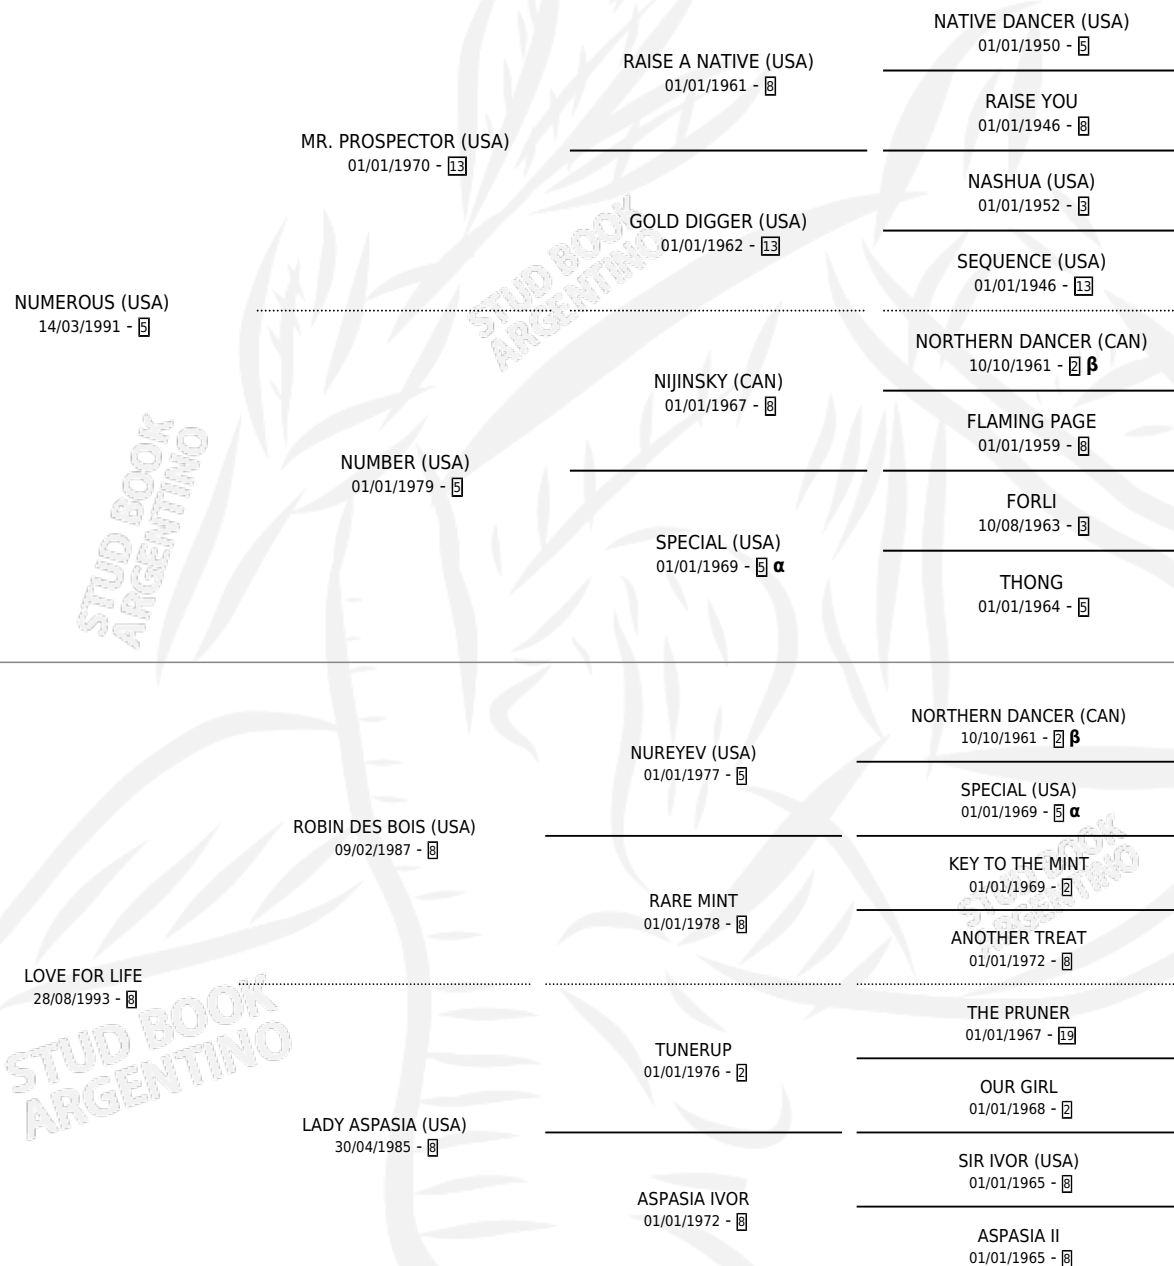 NATIVE DANCER (USA)
01/01/1950 - 5
RAISE A NATIVE (USA)
01/01/1961 - 8
RAISE YOU
01/01/1946 - 8
MR. PROSPECTOR (USA)
01/01/1970 - 13
NASHUA (USA)
01/01/1952 - 3
GOLD DIGGER (USA)
01/01/1962 - 13
SEQUENCE (USA)
01/01/1946 - 13
NUMEROUS (USA)
14/03/1991 - 5
NORTHERN DANCER (CAN)
10/10/1961 - 2 β
NIJINSKY (CAN)
01/01/1967 - 8
FLAMING PAGE
01/01/1959 - 8
NUMBER (USA)
01/01/1979 - 5
FORLI
10/08/1963 - 3
SPECIAL (USA)
01/01/1969 - 5 α
THONG
01/01/1964 - 5
NORTHERN DANCER (CAN)
10/10/1961 - 2 β
NUREYEV (USA)
01/01/1977 - 5
SPECIAL (USA)
01/01/1969 - 5 α
ROBIN DES BOIS (USA)
09/02/1987 - 8
KEY TO THE MINT
01/01/1969 - 2
RARE MINT
01/01/1978 - 8
ANOTHER TREAT
01/01/1972 - 8
LOVE FOR LIFE
28/08/1993 - 8
THE PRUNER
01/01/1967 - 19
TUNERUP
01/01/1976 - 2
OUR GIRL
01/01/1968 - 2
LADY ASPASIA (USA)
30/04/1985 - 8
SIR IVOR (USA)
01/01/1965 - 8
ASPASIA IVOR
01/01/1972 - 8
ASPASIA II
01/01/1965 - 8
STUD BOOK
ARGENTINO
STUD BOOK
ARGENTINO
STUD BOOK
ARGENTINO
STUD BOOK
ARGENTINO